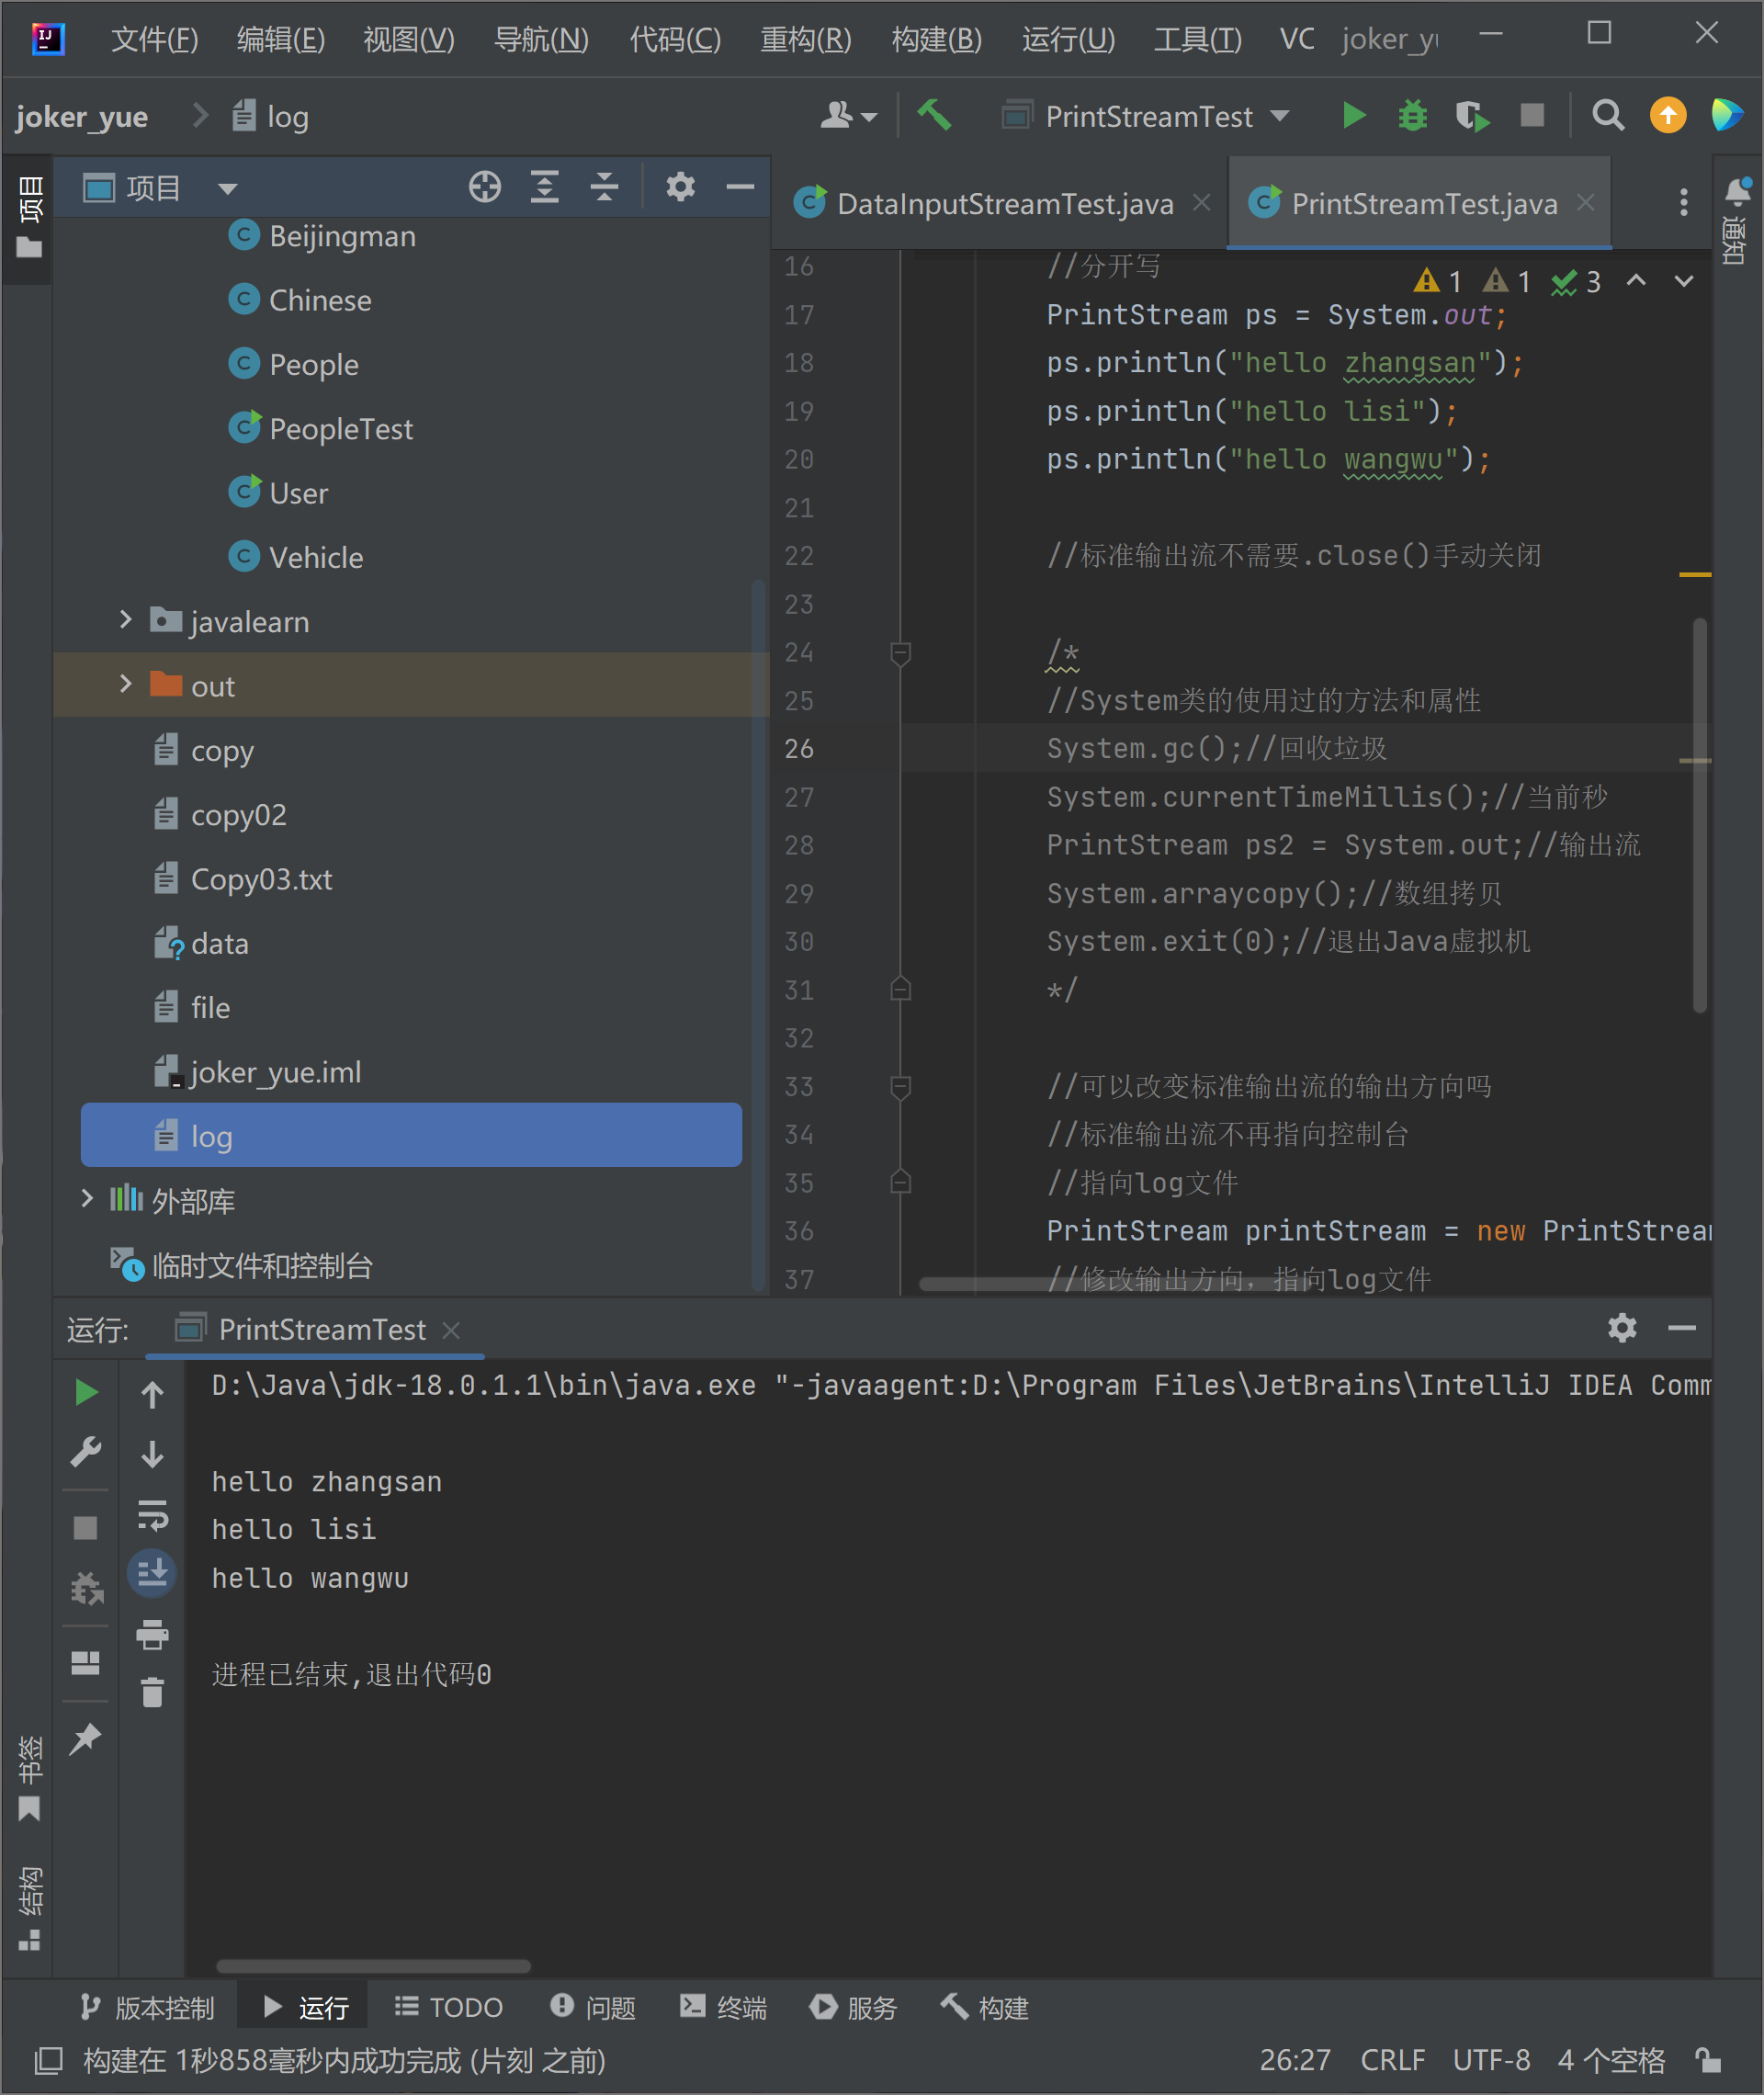 文件(F) 编辑(E) 视图(V) 导航(N) 代码(C) 重构(R) 构建(B) 运行(U) 工具(T) VC joker_yu
joker_yue log PrintStreamTest
项目
项目
DataInputStreamTest.java PrintStreamTest.java
通知
Beijingman
Chinese
People
PeopleTest
User
Vehicle
javalearn
out
copy
copy02
Copy03.txt
data
file
joker_yue.iml
log
外部库
临时文件和控制台
1 1 3
16 //分开写
17 PrintStream ps = System.out;
18 ps.println("hello zhangsan");
19 ps.println("hello lisi");
20 ps.println("hello wangwu");
21
22 //标准输出流不需要.close()手动关闭
23
24 /*
25 //System类的使用过的方法和属性
26 System.gc();//回收垃圾
27 System.currentTimeMillis();//当前秒
28 PrintStream ps2 = System.out;//输出流
29 System.arraycopy();//数组拷贝
30 System.exit(0);//退出Java虚拟机
31 */
32
33 //可以改变标准输出流的输出方向吗
34 //标准输出流不再指向控制台
35 //指向log文件
36 PrintStream printStream = new PrintStrea
37 //修改输出方向，指向log文件
运行: PrintStreamTest
D:\Java\jdk-18.0.1.1\bin\java.exe "-javaagent:D:\Program Files\JetBrains\IntelliJ IDEA Comm
hello zhangsan
hello lisi
hello wangwu
进程已结束,退出代码0
书签
结构
版本控制 运行 TODO 问题 终端 服务 构建
构建在 1秒858毫秒内成功完成 (片刻 之前) 26:27 CRLF UTF-8 4 个空格